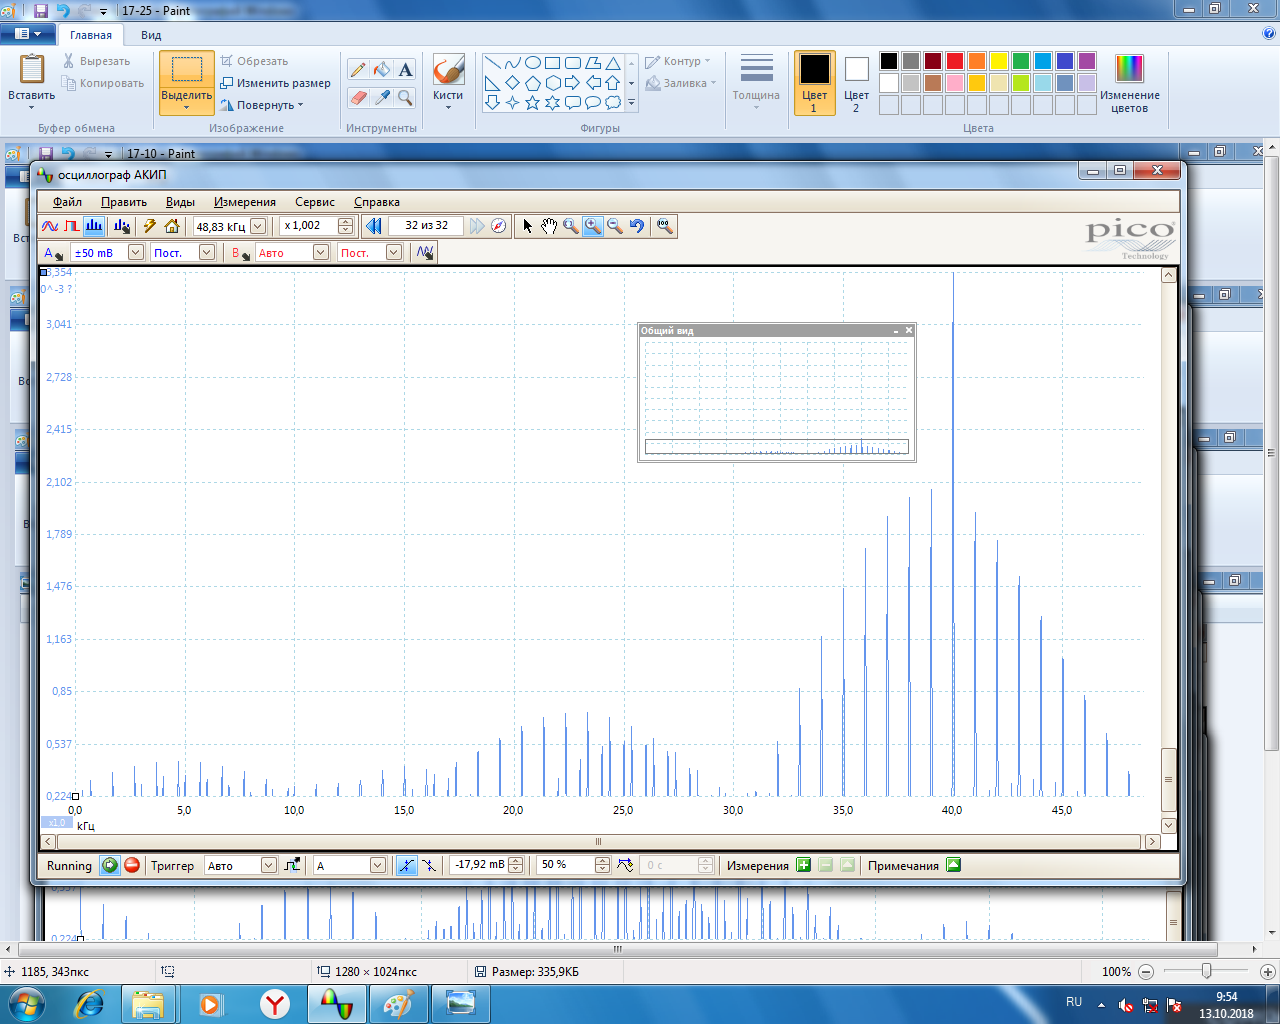 17-25 - Paint
Главная Вид
Вставить
Вырезать
Копировать
Буфер обмена
Выделить
Обрезать
Изменить размер
Повернуть
Изображение
Инструменты
Кисти
Контур
Заливка
Фигуры
Толщина
Цвет 1
Цвет 2
Изменение цветов
Цвета
17-10 - Paint
осциллограф АКИП
Файл Править Виды Измерения Сервис Справка
48,83 кГц x 1,002 32 из 32
pico
Technology
A ±50 mВ Пост. B Авто Пост.
3,354
0^-3 ?
3,041
2,728
2,415
2,102
1,789
1,476
1,163
0,85
0,537
0,224
Общий вид
0,0 5,0 10,0 15,0 20,0 25,0 30,0 35,0 40,0 45,0
x1,0 кГц
Running Триггер Авто A -17,92 mВ 50 % 0 с Измерения Примечания
0,224
1185, 343пкс 1280 × 1024пкс Размер: 335,9КБ 100%
RU 9:54
13.10.2018